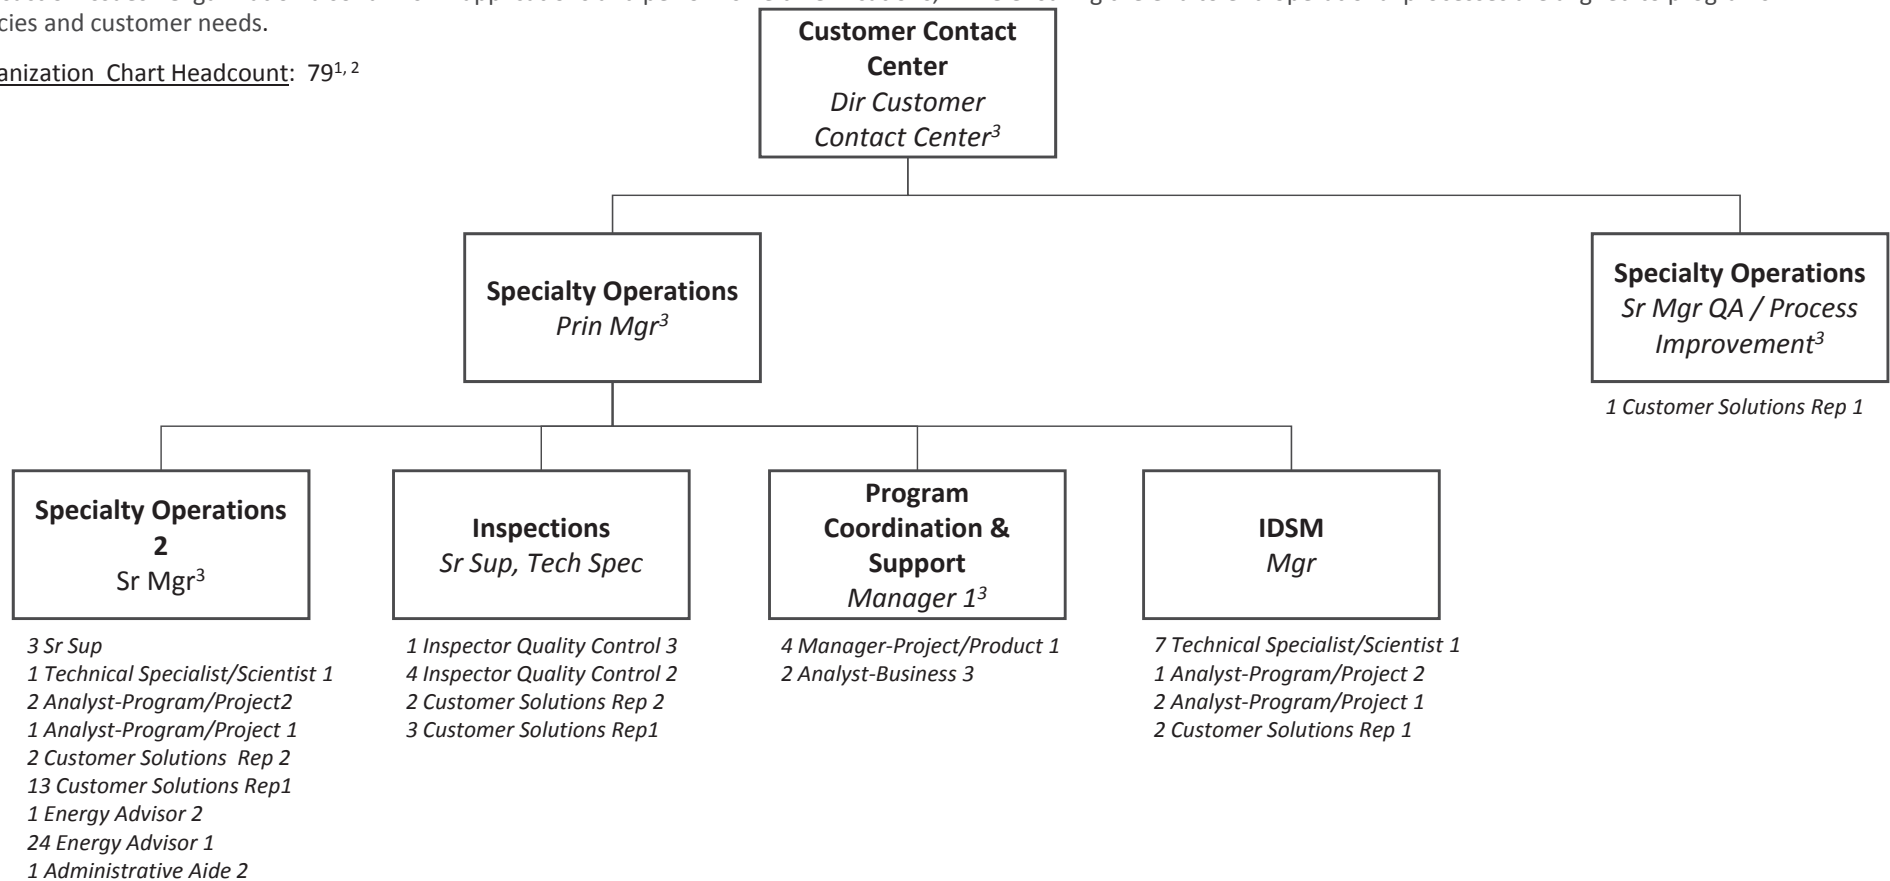 cies and customer needs.
anization Chart Headcount: 79¹, ²
Customer Contact
Center
Dir Customer
Contact Center³
Specialty Operations
Prin Mgr³
Specialty Operations
Sr Mgr QA / Process
Improvement³
1 Customer Solutions Rep 1
Specialty Operations
2
Sr Mgr³
Inspections
Sr Sup, Tech Spec
Program
Coordination &
Support
Manager 1³
IDSM
Mgr
3 Sr Sup
1 Technical Specialist/Scientist 1
2 Analyst-Program/Project2
1 Analyst-Program/Project 1
2 Customer Solutions Rep 2
13 Customer Solutions Rep1
1 Energy Advisor 2
24 Energy Advisor 1
1 Administrative Aide 2
1 Inspector Quality Control 3
4 Inspector Quality Control 2
2 Customer Solutions Rep 2
3 Customer Solutions Rep1
4 Manager-Project/Product 1
2 Analyst-Business 3
7 Technical Specialist/Scientist 1
1 Analyst-Program/Project 2
2 Analyst-Program/Project 1
2 Customer Solutions Rep 1